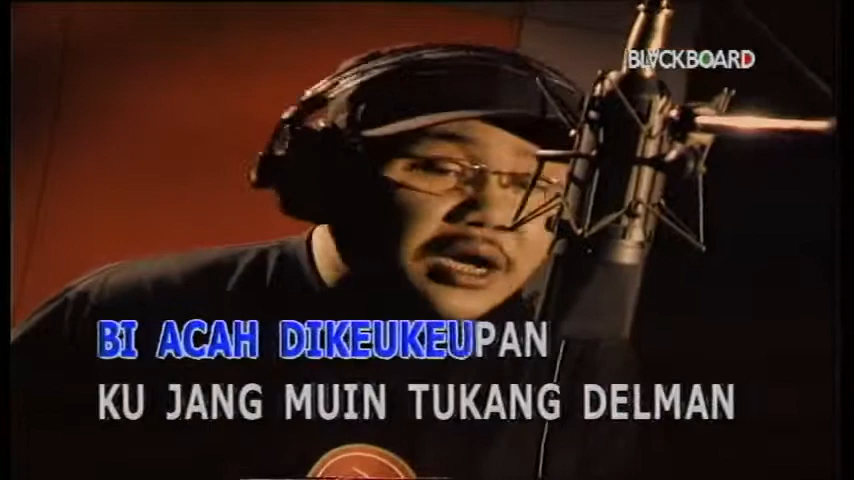 BLACKBOARD
BI ACAH DIKEUKEUPAN
KU JANG MUIN TUKANG DELMAN